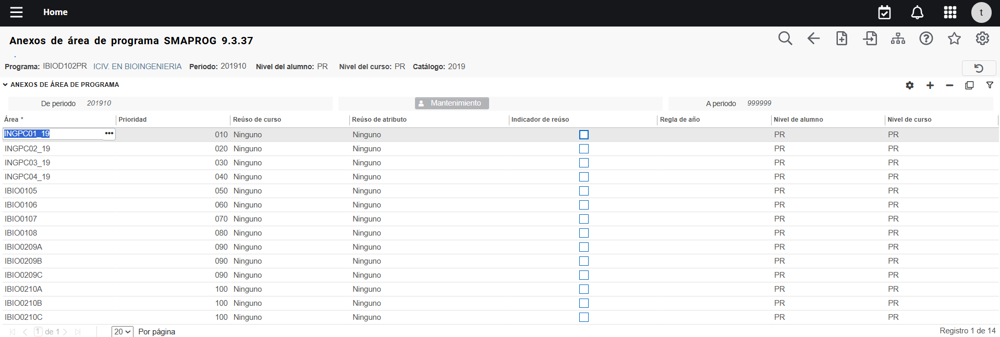 Home
t
Anexos de área de programa SMAPROG 9.3.37
Programa: IBIOD102PR ICIV. EN BIOINGENIERIA Periodo: 201910 Nivel del alumno: PR Nivel del curso: PR Catálogo: 2019
ANEXOS DE ÁREA DE PROGRAMA
De periodo 201910 Mantenimiento A periodo 999999
Área * Prioridad Reúso de curso Reúso de atributo Indicador de reúso Regla de año Nivel de alumno Nivel de curso
INGPC01_19 ••• 010 Ninguno Ninguno PR PR
INGPC02_19 020 Ninguno Ninguno PR PR
INGPC03_19 030 Ninguno Ninguno PR PR
INGPC04_19 040 Ninguno Ninguno PR PR
IBIO0105 050 Ninguno Ninguno PR PR
IBIO0106 060 Ninguno Ninguno PR PR
IBIO0107 070 Ninguno Ninguno PR PR
IBIO0108 080 Ninguno Ninguno PR PR
IBIO0209A 090 Ninguno Ninguno PR PR
IBIO0209B 090 Ninguno Ninguno PR PR
IBIO0209C 090 Ninguno Ninguno PR PR
IBIO0210A 100 Ninguno Ninguno PR PR
IBIO0210B 100 Ninguno Ninguno PR PR
IBIO0210C 100 Ninguno Ninguno PR PR
1 de 1 20 Por página Registro 1 de 14